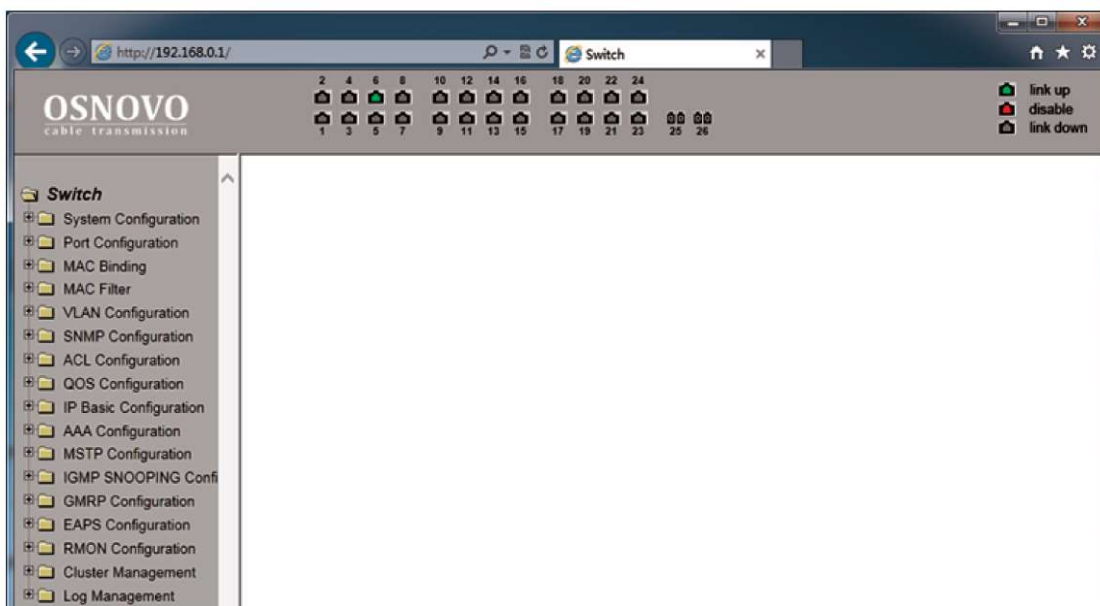 http://192.168.0.1/
Switch
OSNOVO
cable transmission
2 4 6 8 10 12 14 16 18 20 22 24
1 3 5 7 9 11 13 15 17 19 21 23 25 26
link up
disable
link down
Switch
System Configuration
Port Configuration
MAC Binding
MAC Filter
VLAN Configuration
SNMP Configuration
ACL Configuration
QOS Configuration
IP Basic Configuration
AAA Configuration
MSTP Configuration
IGMP SNOOPING Confi
GMRP Configuration
EAPS Configuration
RMON Configuration
Cluster Management
Log Management